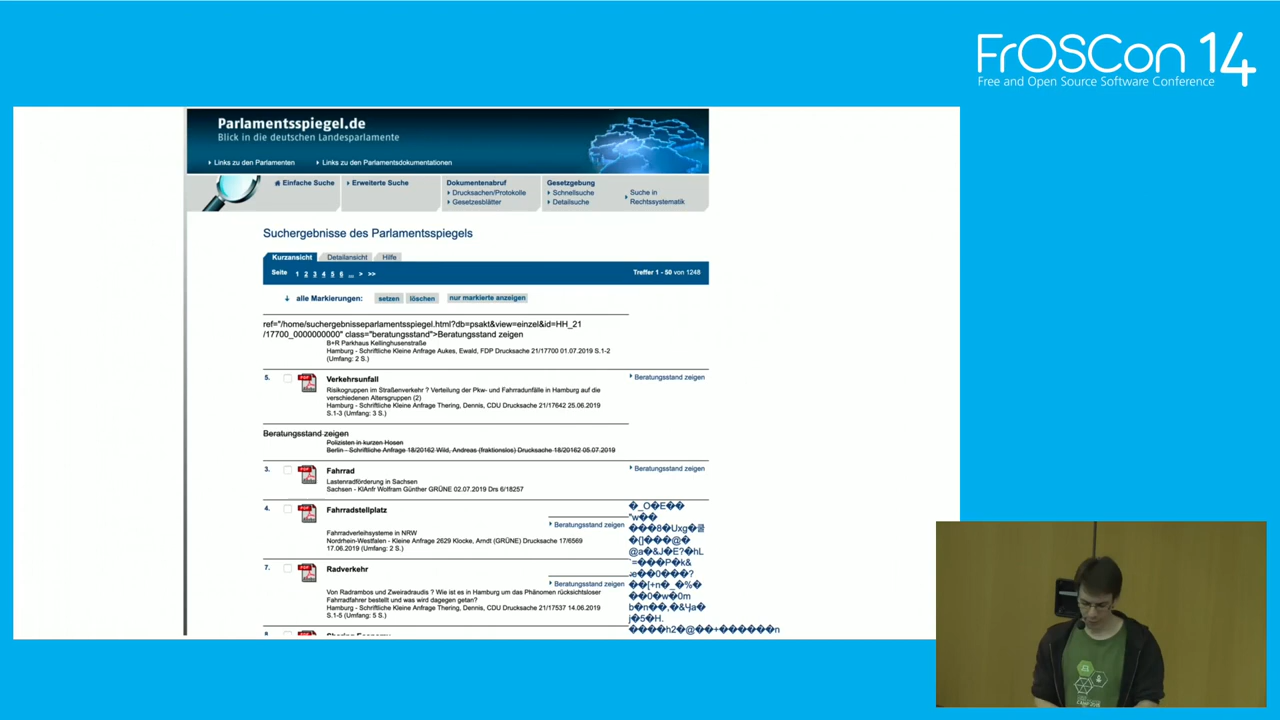 FrOSCon 14
Free and Open Source Software Conference
Parlamentsspiegel.de
Blick in die deutschen Landesparlamente
Links zu den Parlamenten
Links zu den Parlamentsdokumentationen
Einfache Suche
Erweiterte Suche
Dokumentenabruf
Drucksachen/Protokolle
Gesetzesblätter
Gesetzgebung
Schnellsuche
Detailsuche
Suche in
Rechtssystematik
Suchergebnisse des Parlamentsspiegels
Kurzansicht
Detailansicht
Hilfe
Seite 1 2 3 4 5 6 ... > >>
Treffer 1 - 50 von 1248
alle Markierungen: setzen löschen nur markierte anzeigen
ref="/home/suchergebnisseparlamentsspiegel.html?db=psakt&view=einzel&id=HH_21
/17700_0000000000" class="beratungsstand">Beratungsstand zeigen
B+R Parkhaus Kellinghusenstraße
Hamburg - Schriftliche Kleine Anfrage Aukes, Ewald, FDP Drucksache 21/17700 01.07.2019 S.1-2
(Umfang: 2 S.)
5. PDF Verkehrsunfall
Beratungsstand zeigen
Risikogruppen im Straßenverkehr ? Verteilung der Pkw- und Fahrradunfälle in Hamburg auf die
verschiedenen Altersgruppen (2)
Hamburg - Schriftliche Kleine Anfrage Thering, Dennis, CDU Drucksache 21/17642 25.06.2019
S.1-3 (Umfang: 3 S.)
Beratungsstand zeigen
Polizisten in kurzen Hosen
Berlin - Schriftliche Anfrage 18/20162 Wild, Andreas (fraktionslos) Drucksache 18/20162 05.07.2019
3. PDF Fahrrad
Beratungsstand zeigen
Lastenradförderung in Sachsen
Sachsen - KlAnfr Wolfram Günther GRÜNE 02.07.2019 Drs 6/18257
4. PDF Fahrradstellplatz
Beratungsstand zeigen
Fahrradverleihsysteme in NRW
Nordrhein-Westfalen - Kleine Anfrage 2629 Klocke, Arndt (GRÜNE) Drucksache 17/6569
17.06.2019 (Umfang: 2 S.)
7. PDF Radverkehr
Beratungsstand zeigen
Von Radrambos und Zweiradraudis ? Wie ist es in Hamburg um das Phänomen rücksichtsloser
Fahrradfahrer bestellt und was wird dagegen getan?
Hamburg - Schriftliche Kleine Anfrage Thering, Dennis, CDU Drucksache 21/17537 14.06.2019
S.1-5 (Umfang: 5 S.)